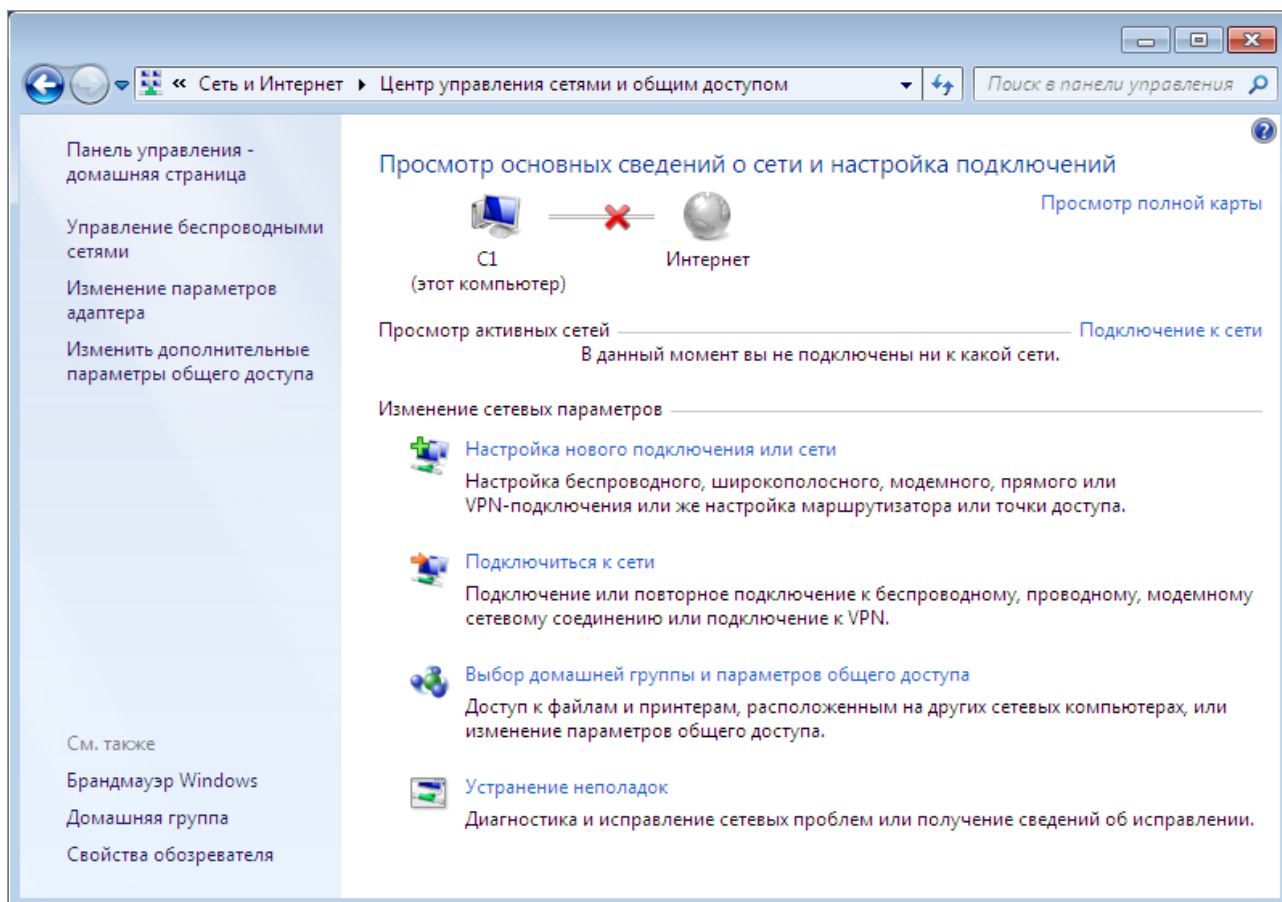 « Сеть и Интернет ▸ Центр управления сетями и общим доступом
Поиск в панели управления
Панель управления -
домашняя страница
Управление беспроводными
сетями
Изменение параметров
адаптера
Изменить дополнительные
параметры общего доступа
См. также
Брандмауэр Windows
Домашняя группа
Свойства обозревателя
Просмотр основных сведений о сети и настройка подключений
Просмотр полной карты
C1
(этот компьютер)
Интернет
Просмотр активных сетей
Подключение к сети
В данный момент вы не подключены ни к какой сети.
Изменение сетевых параметров
Настройка нового подключения или сети
Настройка беспроводного, широкополосного, модемного, прямого или
VPN-подключения или же настройка маршрутизатора или точки доступа.
Подключиться к сети
Подключение или повторное подключение к беспроводному, проводному, модемному
сетевому соединению или подключение к VPN.
Выбор домашней группы и параметров общего доступа
Доступ к файлам и принтерам, расположенным на других сетевых компьютерах, или
изменение параметров общего доступа.
Устранение неполадок
Диагностика и исправление сетевых проблем или получение сведений об исправлении.